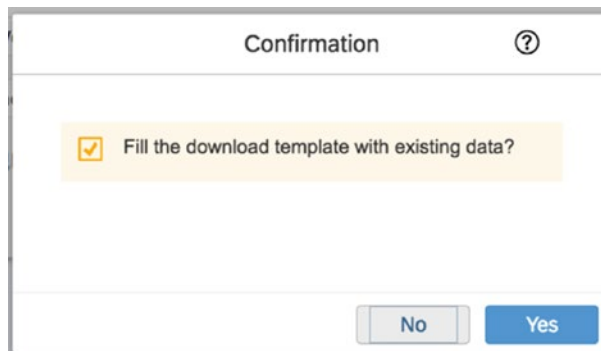 Confirmation
Fill the download template with existing data?
No
Yes